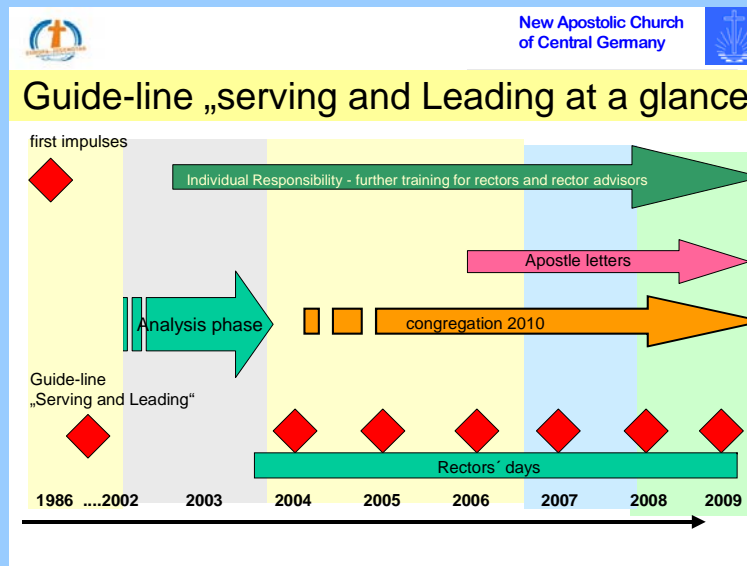 New Apostolic Church
of Central Germany
Guide-line „serving and Leading at a glance
first impulses
Individual Responsibility - further training for rectors and rector advisors
Apostle letters
Analysis phase
congregation 2010
Guide-line
„Serving and Leading“
Rectors´ days
1986 ....2002 2003 2004 2005 2006 2007 2008 2009